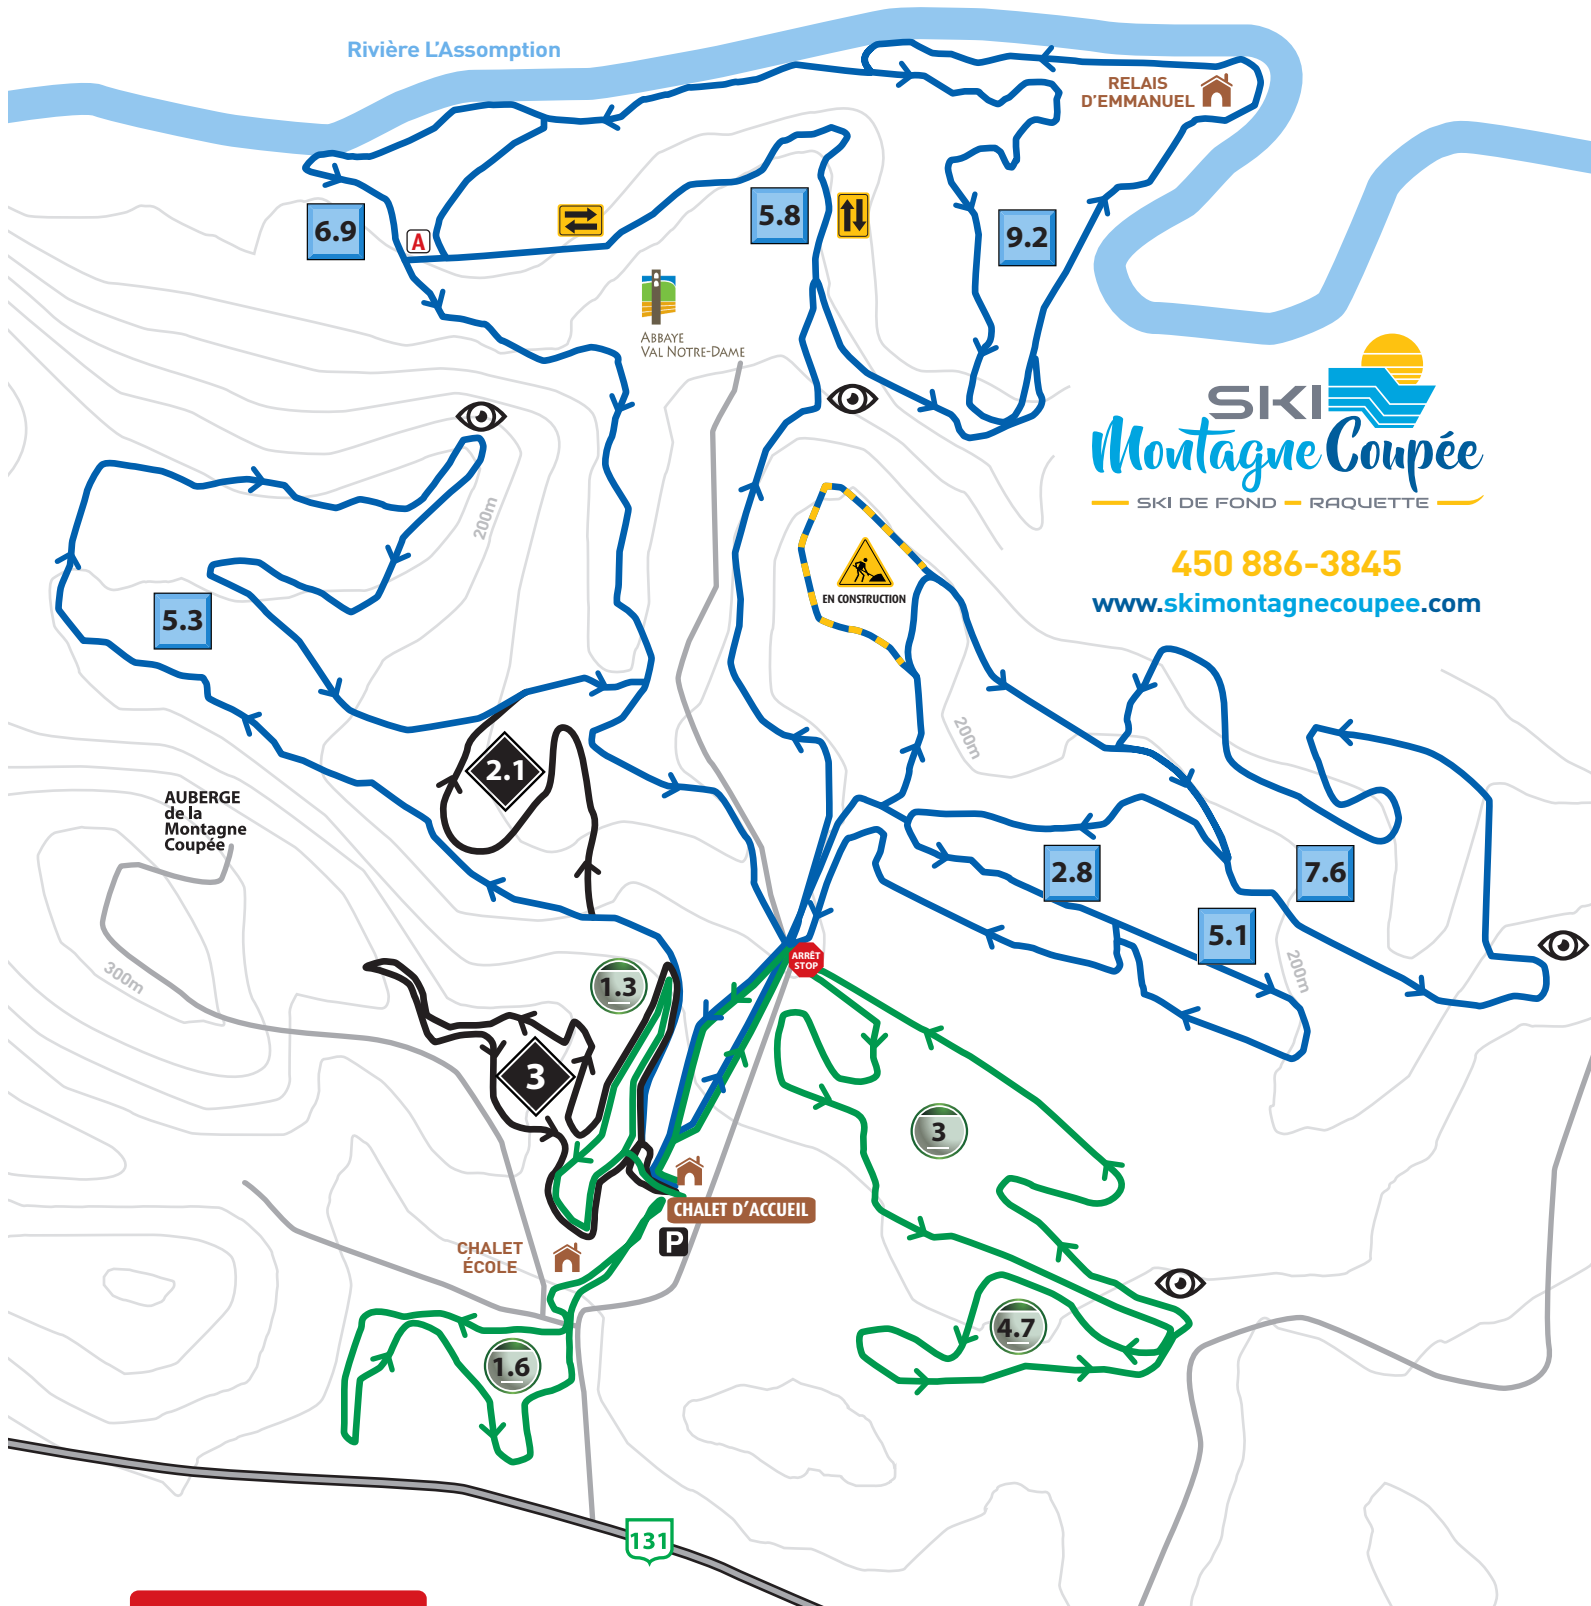 Rivière L'Assomption
RELAIS
D'EMMANUEL
6.9
A
5.8
9.2
ABBAYE
VAL NOTRE-DAME
SKI
Montagne Coupée
SKI DE FOND – RAQUETTE
450 886-3845
www.skimontagnecoupee.com
200m
EN CONSTRUCTION
5.3
200m
2.1
AUBERGE
de la
Montagne
Coupée
2.8
7.6
5.1
200m
300m
ARRÊT
STOP
1.3
3
3
CHALET D'ACCUEIL
P
CHALET
ÉCOLE
4.7
1.6
131